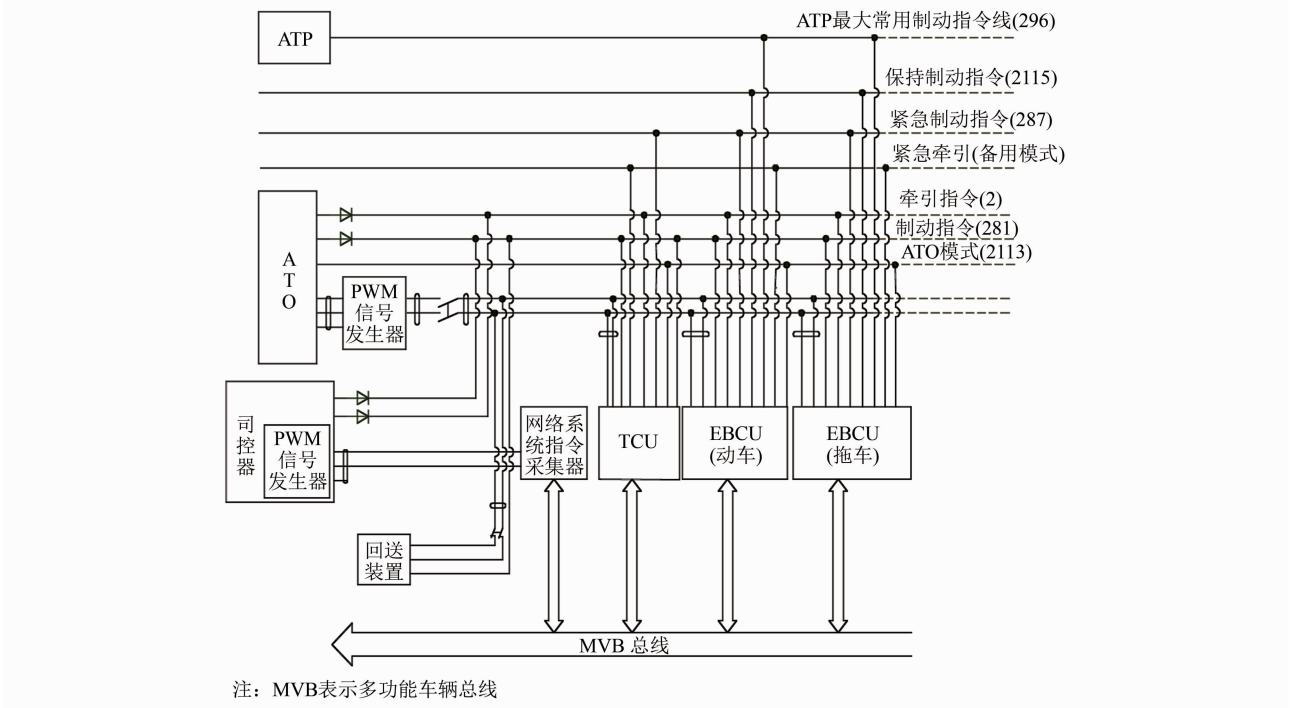 ATP最大常用制动指令线(296)
ATP
保持制动指令(2115)
紧急制动指令(287)
紧急牵引(备用模式)
牵引指令(2)
制动指令(281)
ATO模式(2113)
A
T
O
PWM
信号
发生器
司
控
器
PWM
信号
发生器
网络系
统指令
采集器
TCU
EBCU
(动车)
EBCU
(拖车)
回送
装置
MVB 总线
注：MVB表示多功能车辆总线